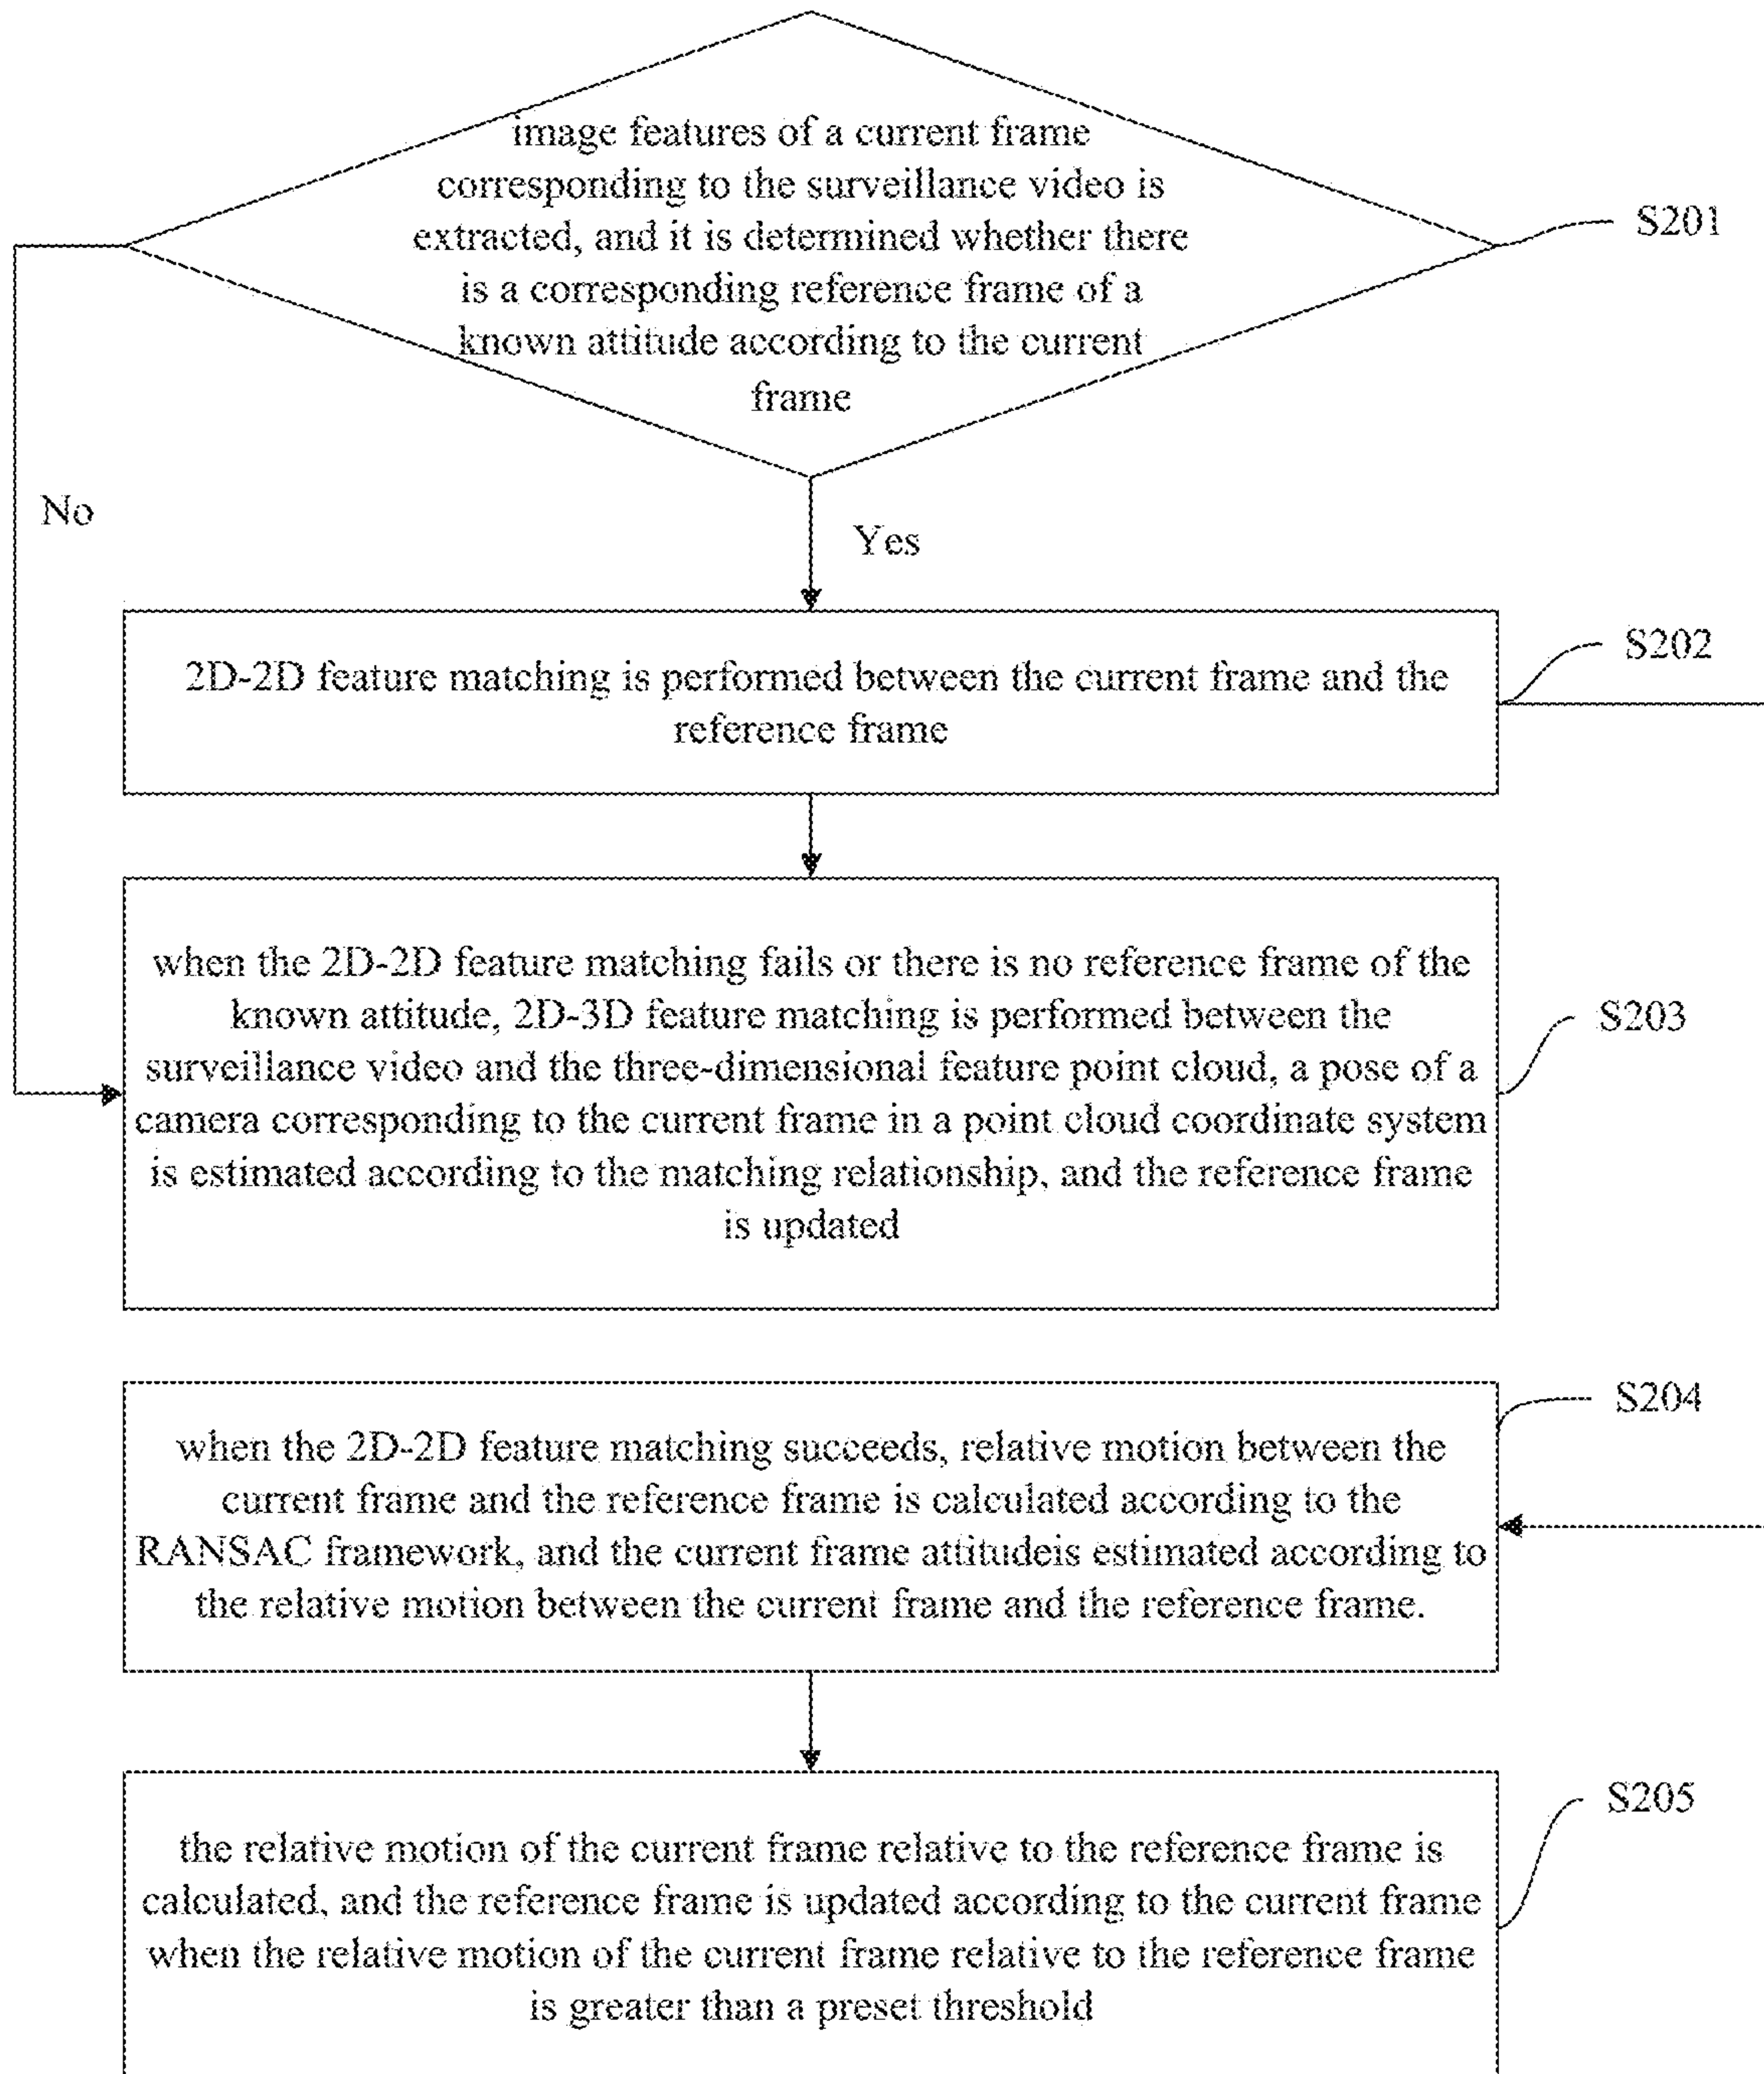 image features of a current frame
corresponding to the surveillance video is
extracted, and it is determined whether there
is a corresponding reference frame of a
known attitude according to the current
frame
S201
No
Yes
2D-2D feature matching is performed between the current frame and the
reference frame
S202
when the 2D-2D feature matching fails or there is no reference frame of the
known attitude, 2D-3D feature matching is performed between the
surveillance video and the three-dimensional feature point cloud, a pose of a
camera corresponding to the current frame in a point cloud coordinate system
is estimated according to the matching relationship, and the reference frame
is updated
S203
when the 2D-2D feature matching succeeds, relative motion between the
current frame and the reference frame is calculated according to the
RANSAC framework, and the current frame attitudeis estimated according to
the relative motion between the current frame and the reference frame.
S204
the relative motion of the current frame relative to the reference frame is
calculated, and the reference frame is updated according to the current frame
when the relative motion of the current frame relative to the reference frame
is greater than a preset threshold
S205